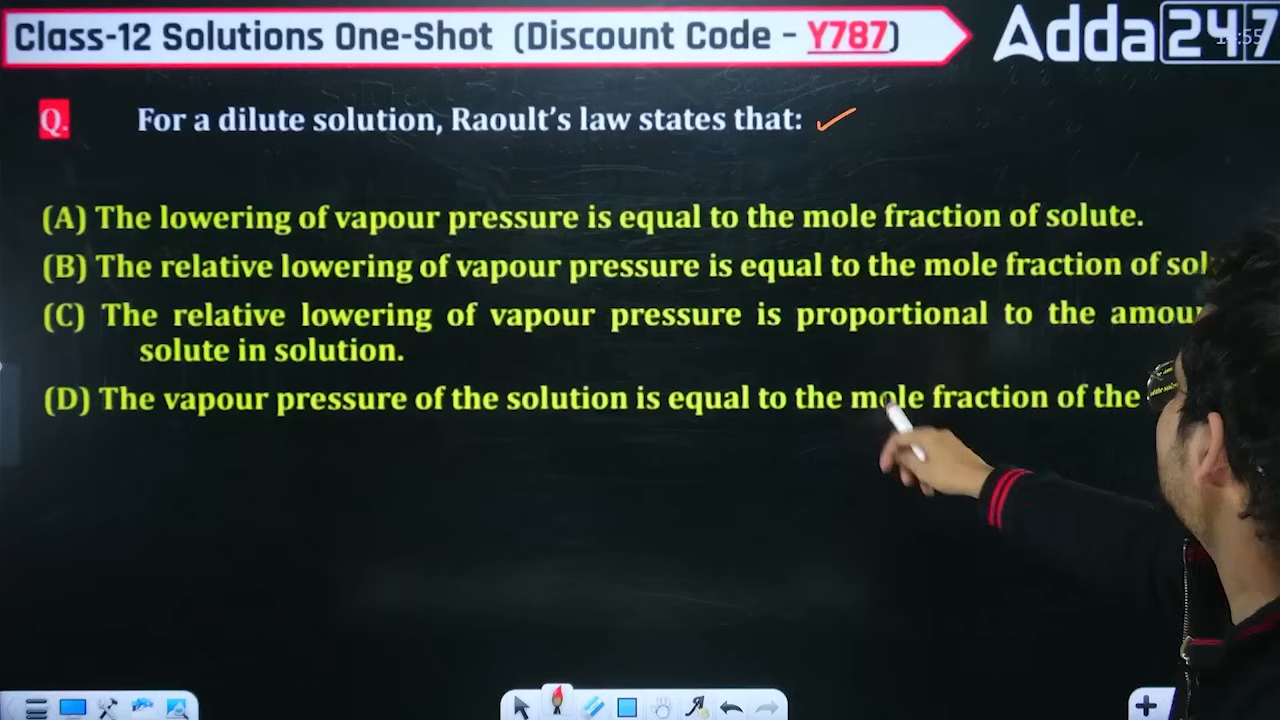 Class-12 Solutions One-Shot (Discount Code - Y787)
Adda247
Q. For a dilute solution, Raoult's law states that:
(A) The lowering of vapour pressure is equal to the mole fraction of solute.
(B) The relative lowering of vapour pressure is equal to the mole fraction of
(C) The relative lowering of vapour pressure is proportional to the
solute in solution.
(D) The vapour pressure of the solution is equal to the mole fraction of the